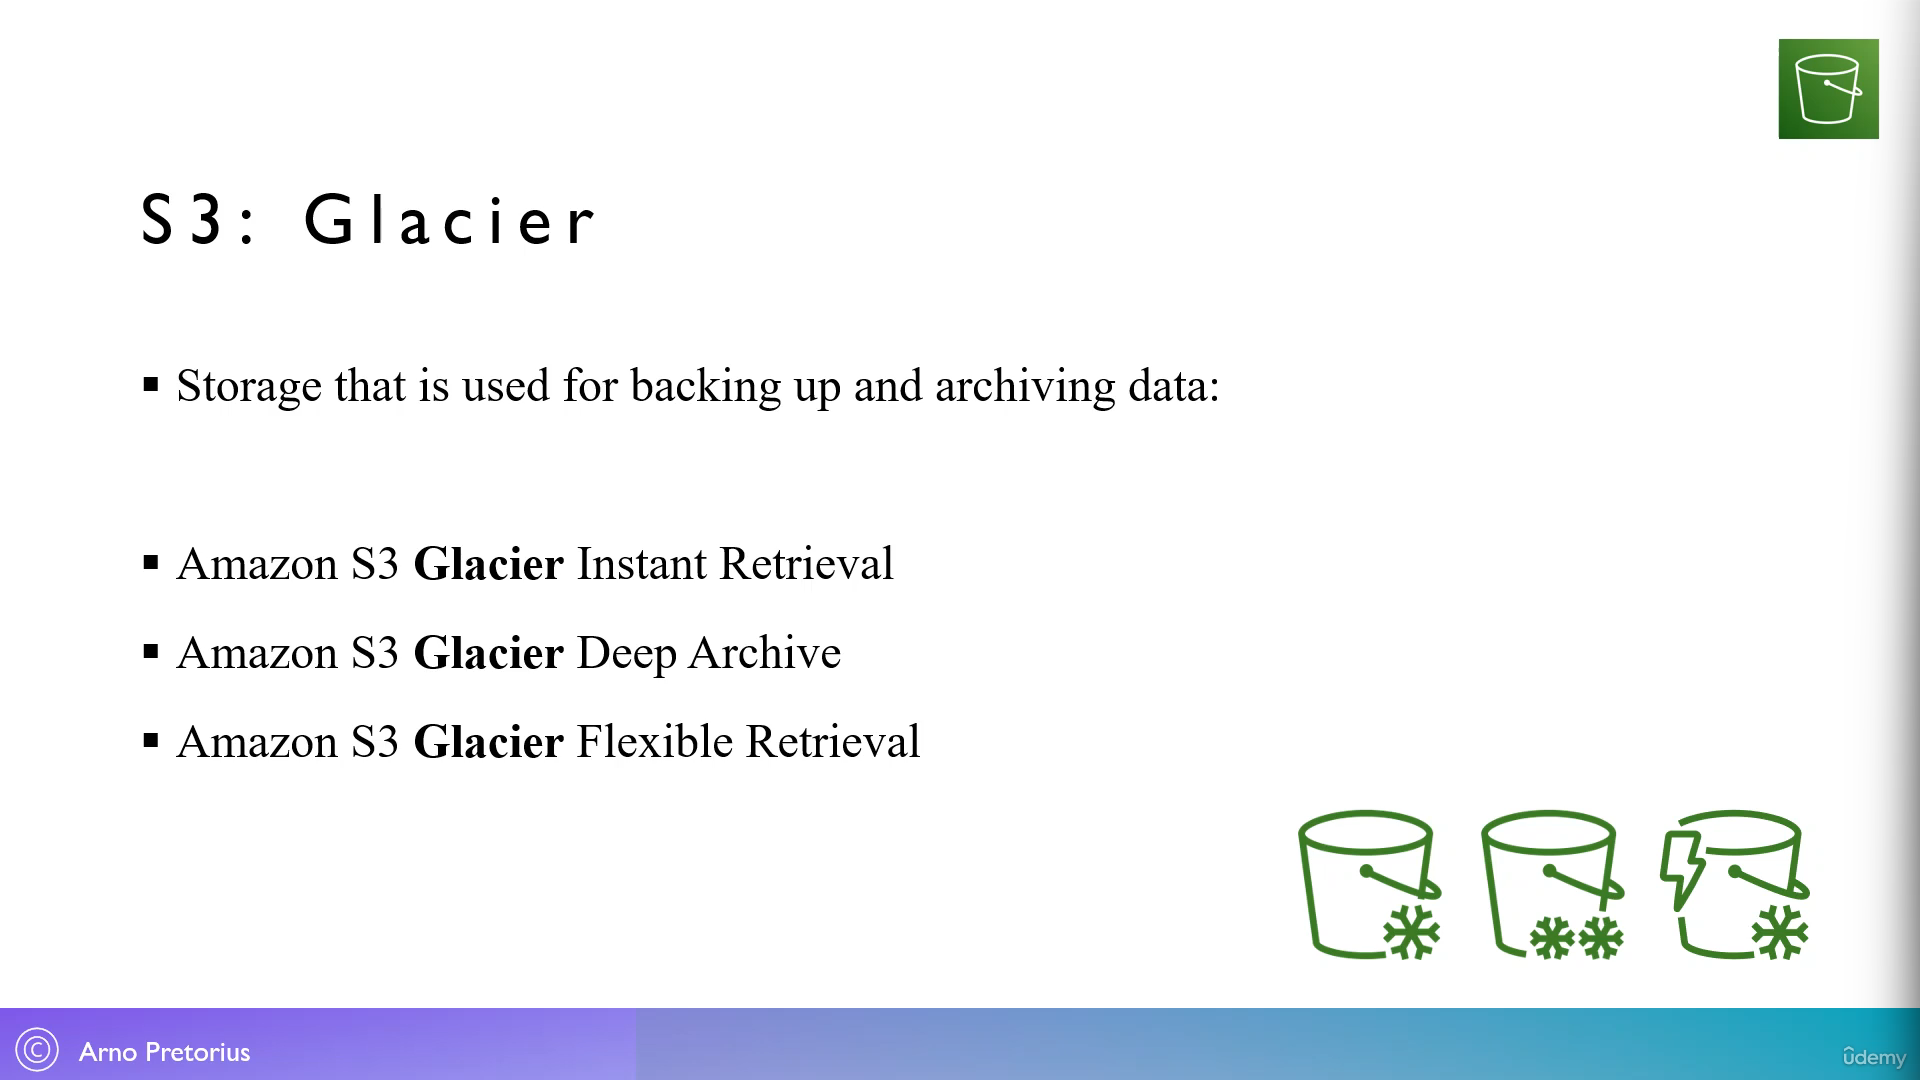 S3: Glacier
▪ Storage that is used for backing up and archiving data:
▪ Amazon S3 Glacier Instant Retrieval
▪ Amazon S3 Glacier Deep Archive
▪ Amazon S3 Glacier Flexible Retrieval
© Arno Pretorius
ûdemy